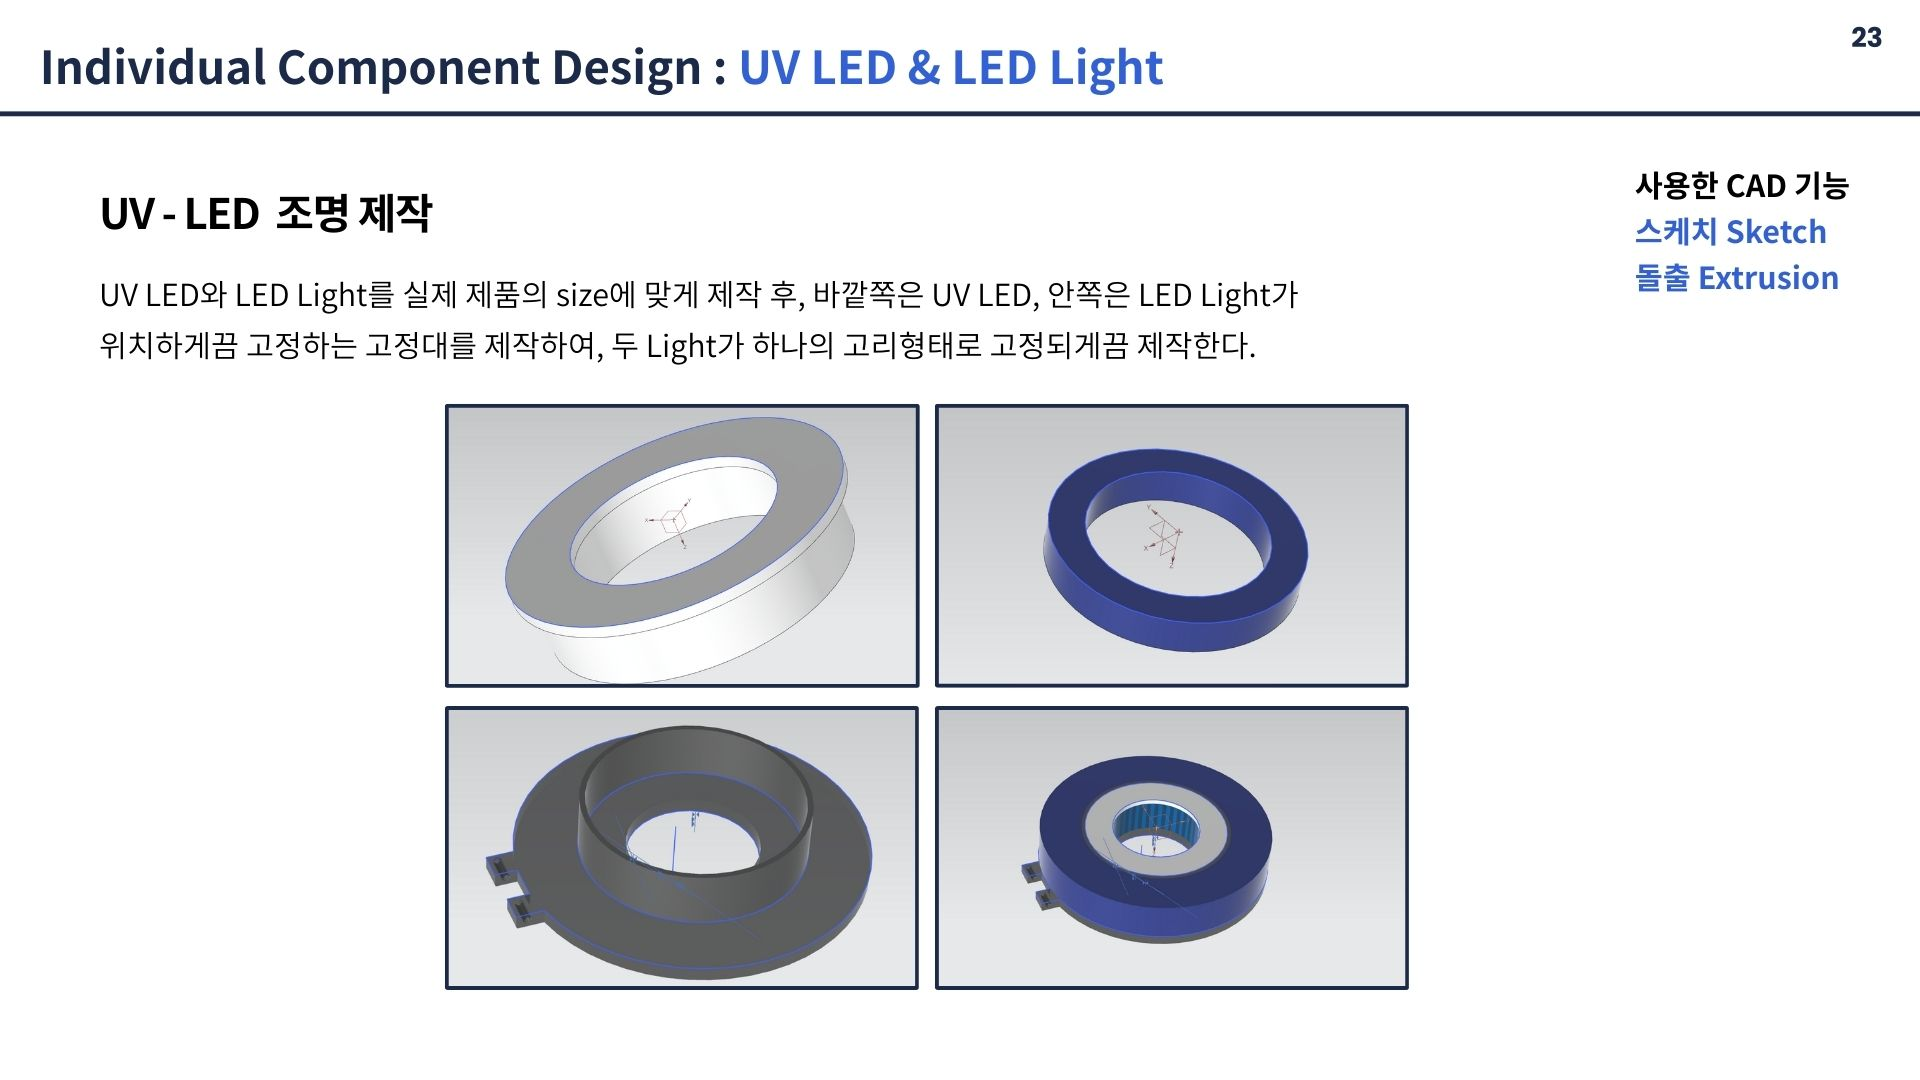 23
Individual Component Design : UV LED & LED Light
UV - LED 조명 제작
UV LED와 LED Light를 실제 제품의 size에 맞게 제작 후, 바깥쪽은 UV LED, 안쪽은 LED Light가
위치하게끔 고정하는 고정대를 제작하여, 두 Light가 하나의 고리형태로 고정되게끔 제작한다.
사용한 CAD 기능
스케치 Sketch
돌출 Extrusion